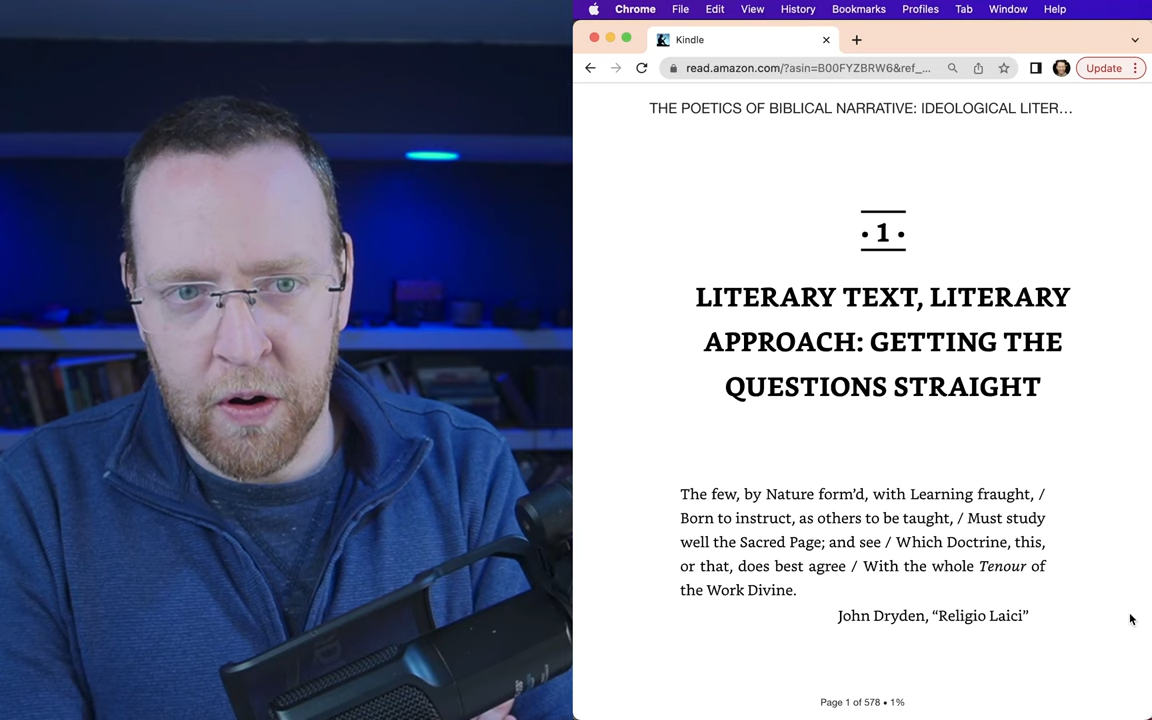 Chrome File Edit View History Bookmarks Profiles Tab Window Help
Kindle
read.amazon.com/?asin=B00FYZBRW6&ref_...
Update
THE POETICS OF BIBLICAL NARRATIVE: IDEOLOGICAL LITER...
• 1 •
LITERARY TEXT, LITERARY
APPROACH: GETTING THE
QUESTIONS STRAIGHT
The few, by Nature form’d, with Learning fraught, /
Born to instruct, as others to be taught, / Must study
well the Sacred Page; and see / Which Doctrine, this,
or that, does best agree / With the whole Tenour of
the Work Divine.
John Dryden, “Religio Laici”
Page 1 of 578 • 1%